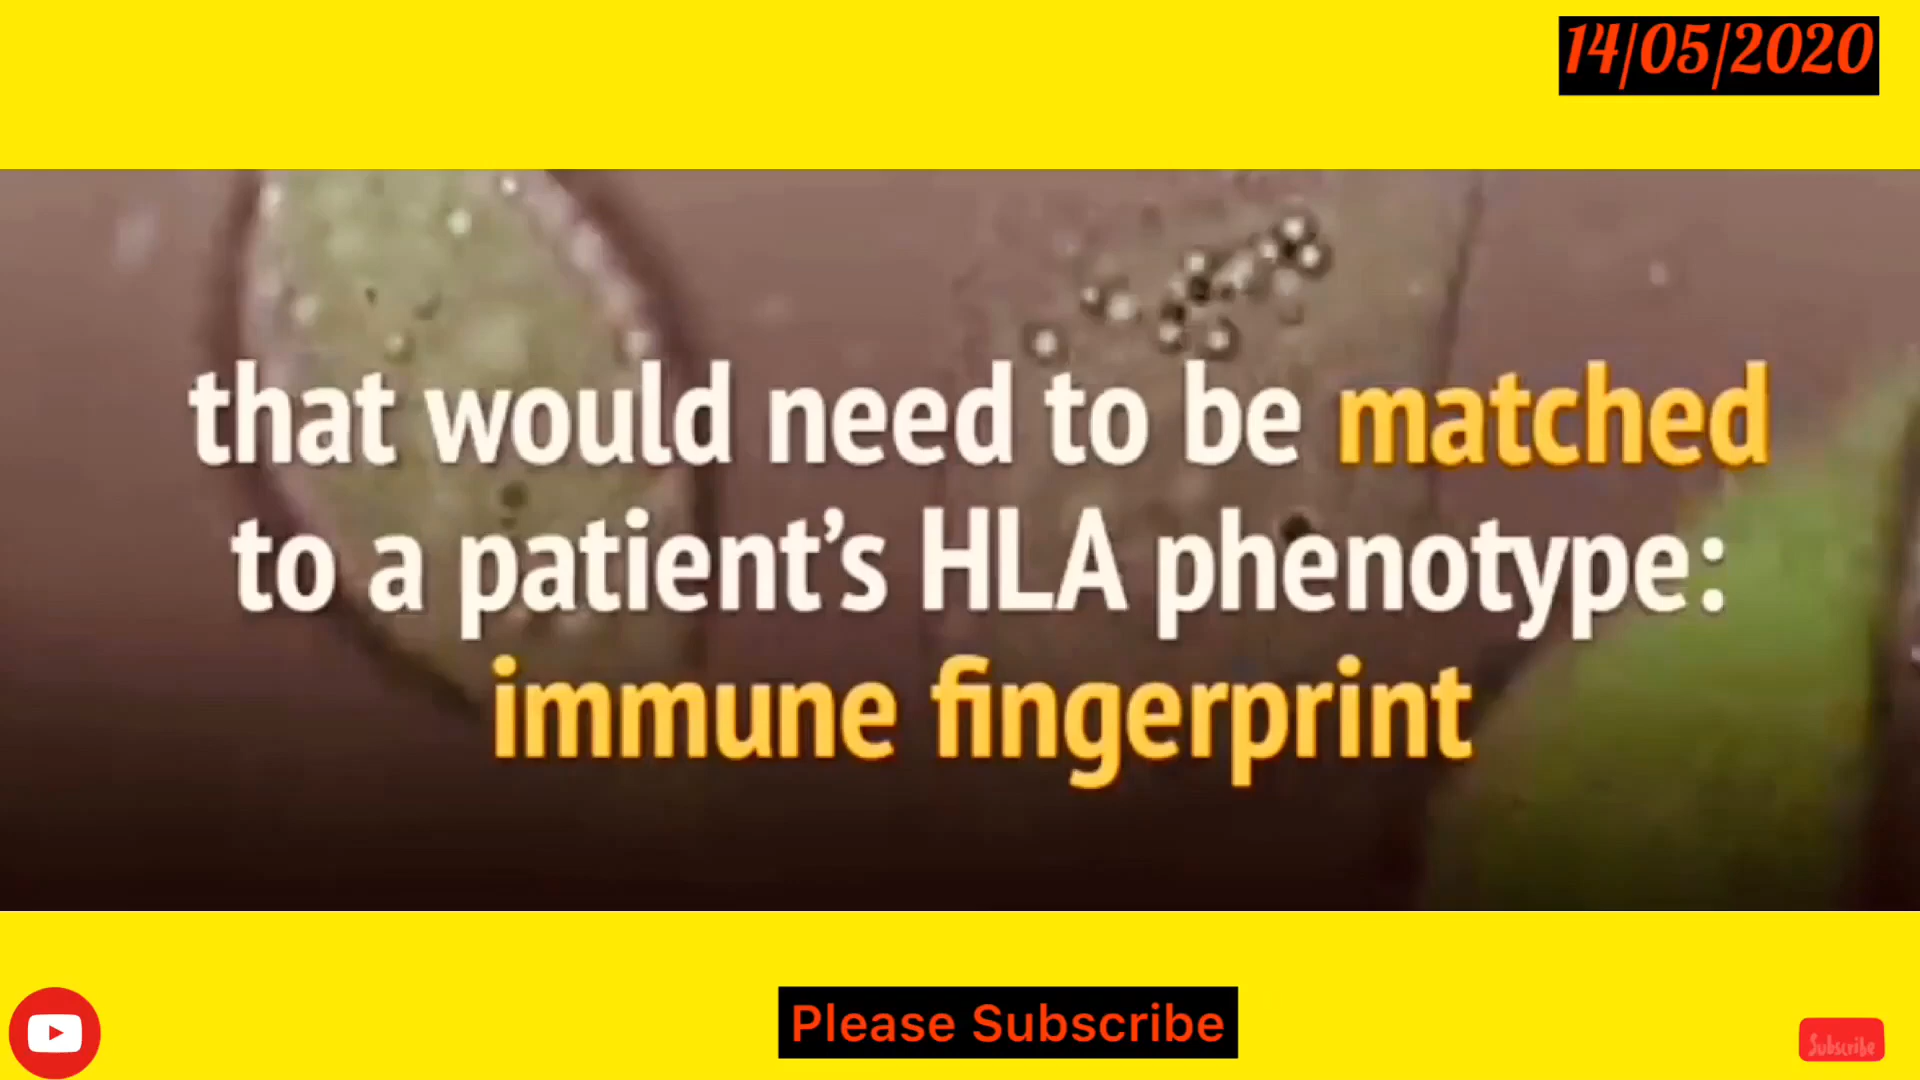 14/05/2020
that would need to be matched
to a patient’s HLA phenotype:
immune fingerprint
Please Subscribe
Subscribe